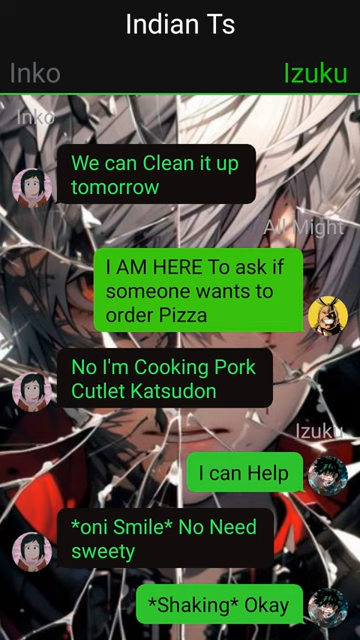 Indian Ts
Inko
Izuku
Inko
We can Clean it up
tomorrow
All Might
I AM HERE To ask if
someone wants to
order Pizza
No I'm Cooking Pork
Cutlet Katsudon
Izuku
I can Help
*oni Smile* No Need
sweety
*Shaking* Okay